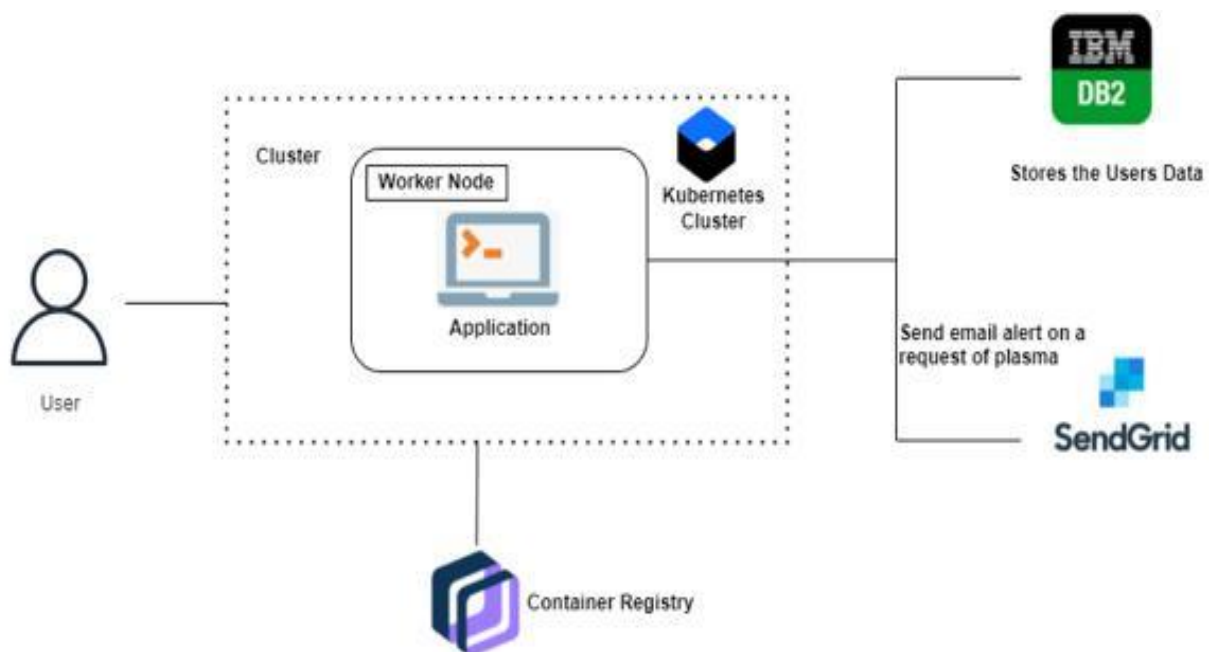 IBM
DB2
Stores the Users Data
Cluster
Worker Node
Kubernetes
Cluster
Application
User
Send email alert on a
request of plasma
SendGrid
Container Registry